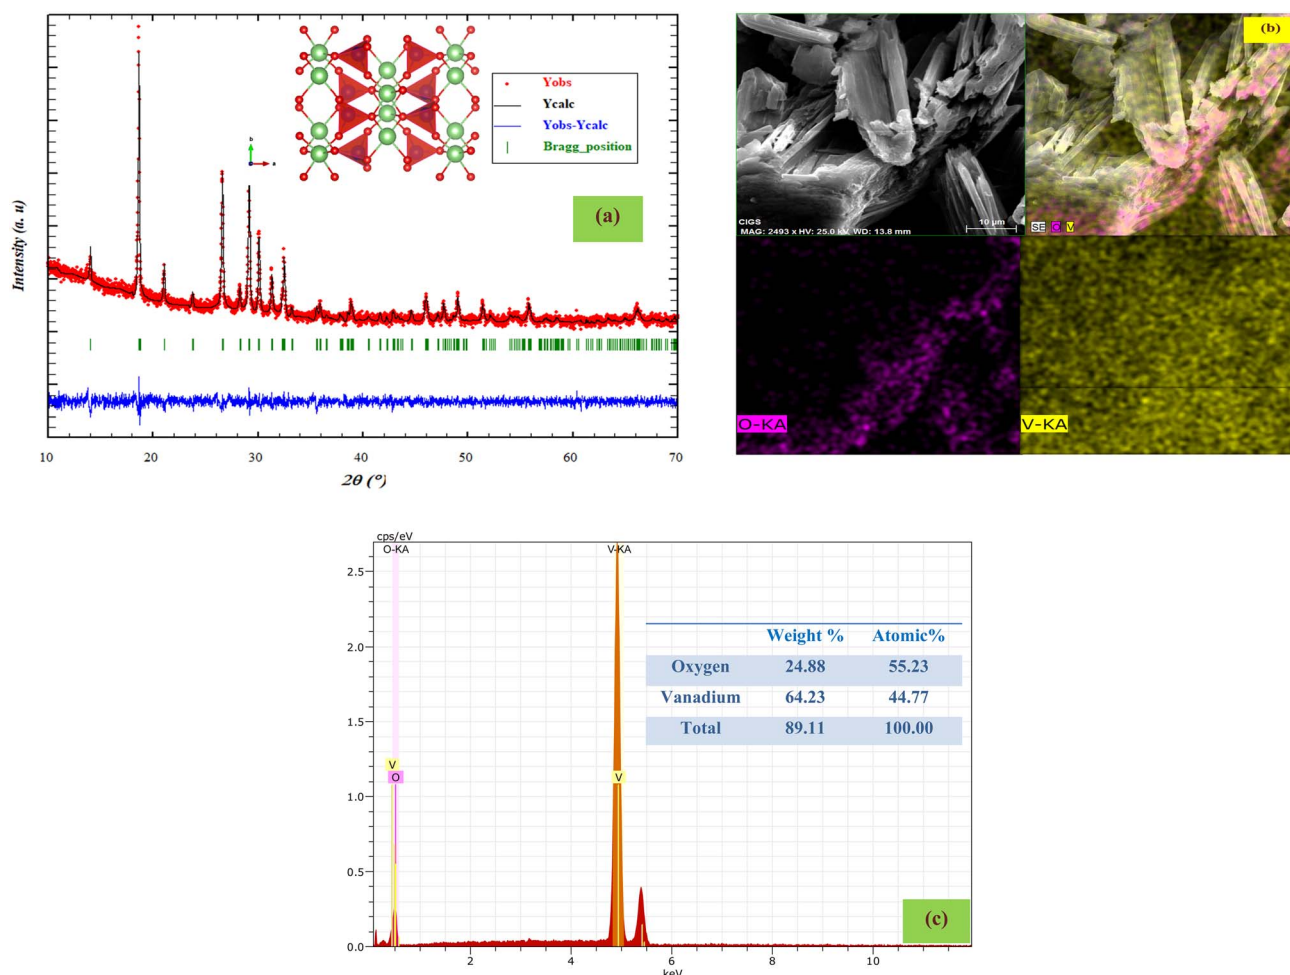 Intensity (a. u)
b
a
Yobs
Ycalc
Yobs-Ycalc
Bragg_position
(a)
10 20 30 40 50 60 70
2θ (°)
(b)
CIGS
MAG: 2493 x HV: 25.0 kV WD: 13.8 mm
10 µm
SE O V
O-KA
V-KA
cps/eV
O-KA
V-KA
2.5
2.0
1.5
1.0
0.5
0.0
V
O
V
Weight % Atomic%
Oxygen 24.88 55.23
Vanadium 64.23 44.77
Total 89.11 100.00
(c)
2 4 6 8 10
keV